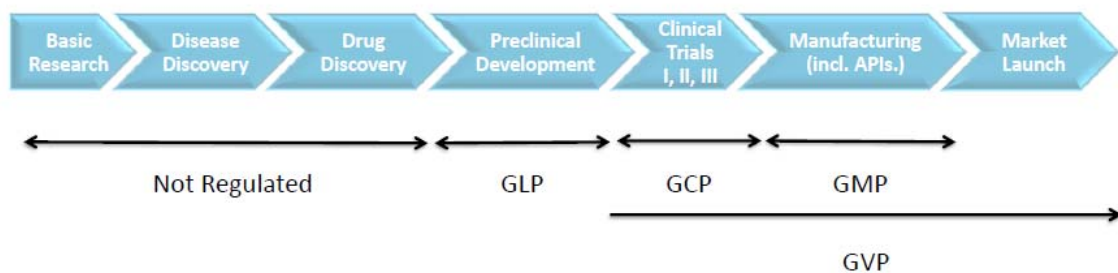 Basic
Research
Disease
Discovery
Drug
Discovery
Preclinical
Development
Clinical
Trials
I, II, III
Manufacturing
(incl. APIs.)
Market
Launch
Not Regulated
GLP
GCP
GMP
GVP